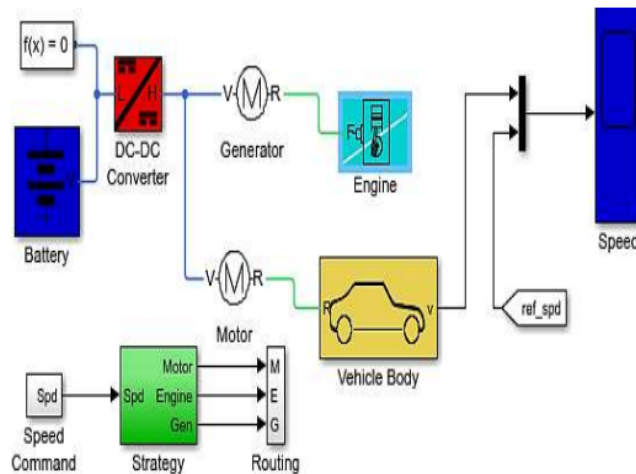 f(x) = 0
L H
DC-DC
Converter
V
Battery
V M R
Generator
F
Engine
V M R
Motor
R v
Vehicle Body
Speed
ref_spd
Spd
Speed
Command
Spd Motor
Engine
Gen
Strategy
M
E
G
Routing